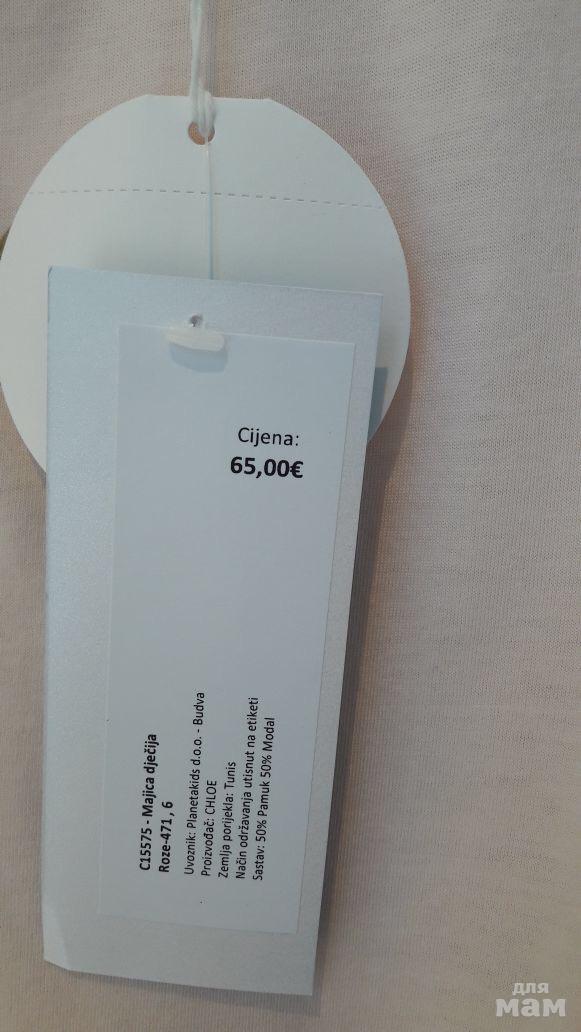 Cijena:
65,00€
C15575 - Majica dječija
Roze-471, 6
Uvoznik: Planetakids d.o.o. - Budva
Proizvođač: CHLOE
Zemlja porijekla: Tunis
Način održavanja utisnut na etiketi
Sastav: 50% Pamuk 50% Modal
для
мам